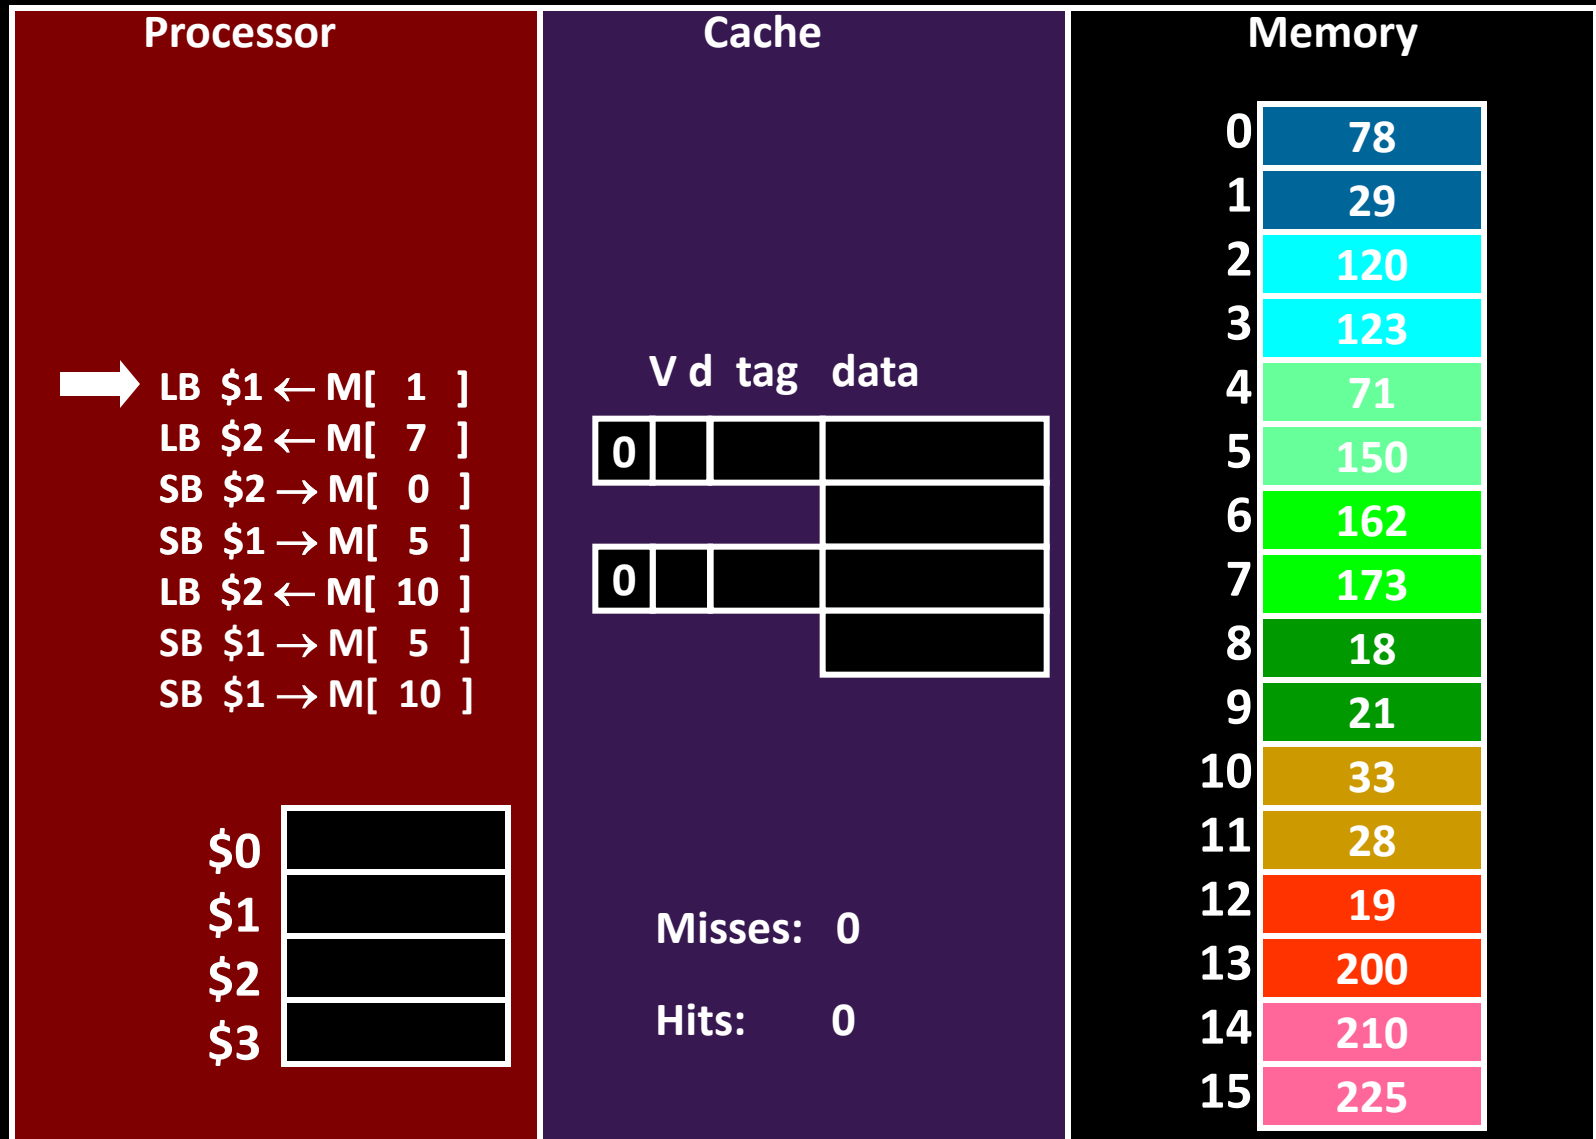 Processor
LB $1 ← M[ 1 ]
LB $2 ← M[ 7 ]
SB $2 → M[ 0 ]
SB $1 → M[ 5 ]
LB $2 ← M[ 10 ]
SB $1 → M[ 5 ]
SB $1 → M[ 10 ]
$0
$1
$2
$3
Cache
V d tag data
0
0
Misses: 0
Hits: 0
Memory
0 78
1 29
2 120
3 123
4 71
5 150
6 162
7 173
8 18
9 21
10 33
11 28
12 19
13 200
14 210
15 225